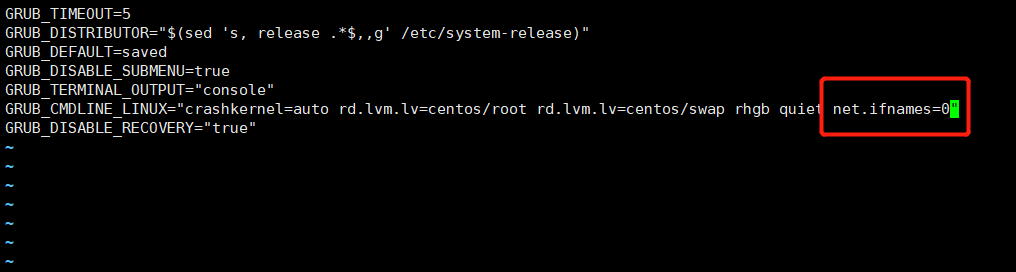 GRUB_TIMEOUT=5
GRUB_DISTRIBUTOR="$(sed 's, release .*$,,g' /etc/system-release)"
GRUB_DEFAULT=saved
GRUB_DISABLE_SUBMENU=true
GRUB_TERMINAL_OUTPUT="console"
GRUB_CMDLINE_LINUX="crashkernel=auto rd.lvm.lv=centos/root rd.lvm.lv=centos/swap rhgb quiet net.ifnames=0"
GRUB_DISABLE_RECOVERY="true"
~
~
~
~
~
~
~